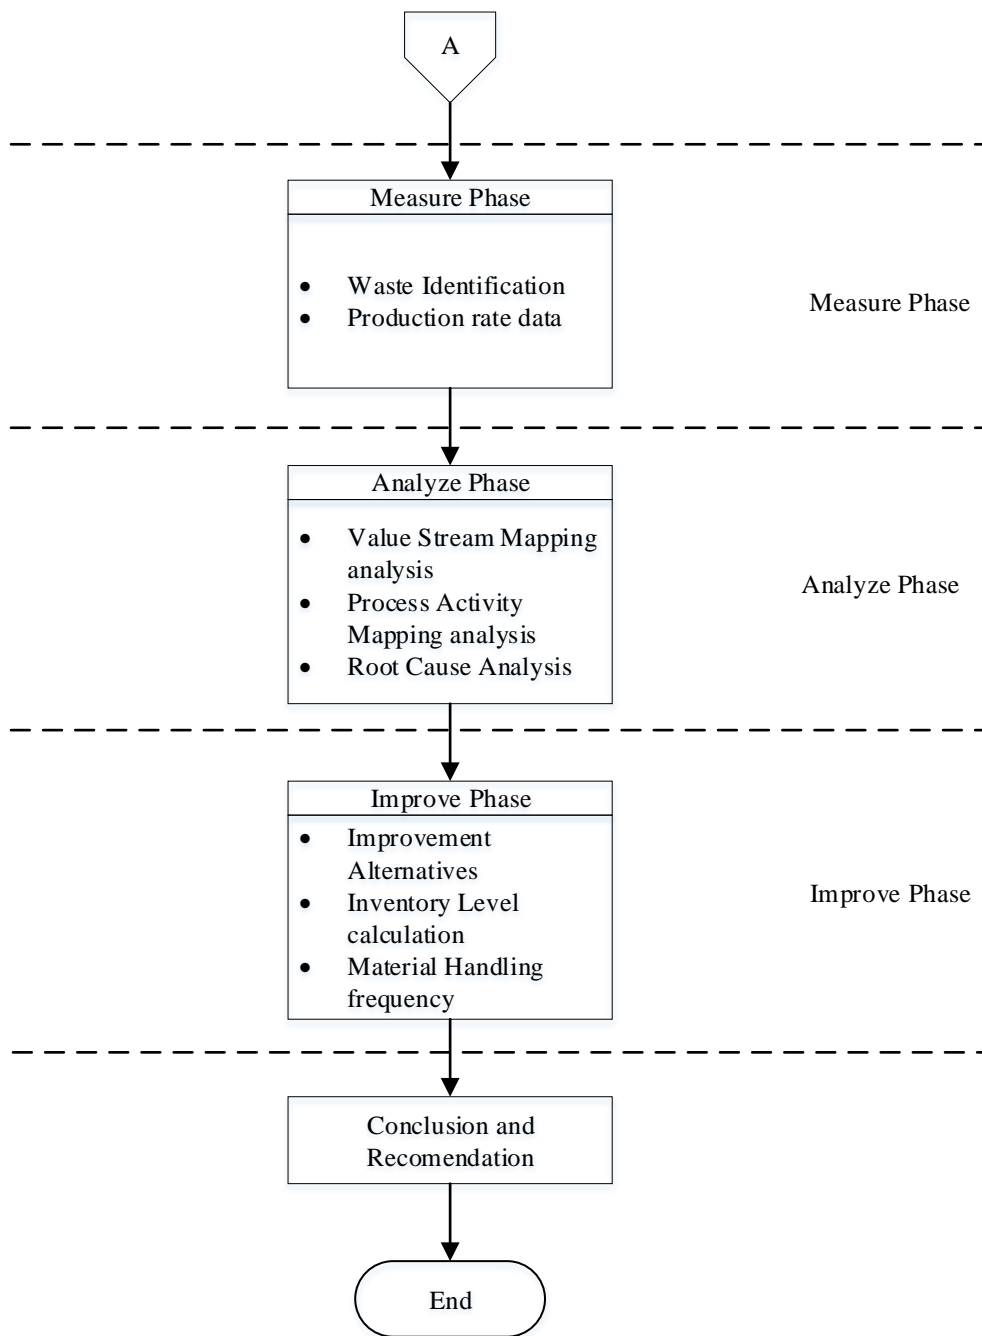 A
Measure Phase
• Waste Identification
• Production rate data
Measure Phase
Analyze Phase
• Value Stream Mapping
analysis
• Process Activity
Mapping analysis
• Root Cause Analysis
Analyze Phase
Improve Phase
• Improvement
Alternatives
• Inventory Level
calculation
• Material Handling
frequency
Improve Phase
Conclusion and
Recomendation
End